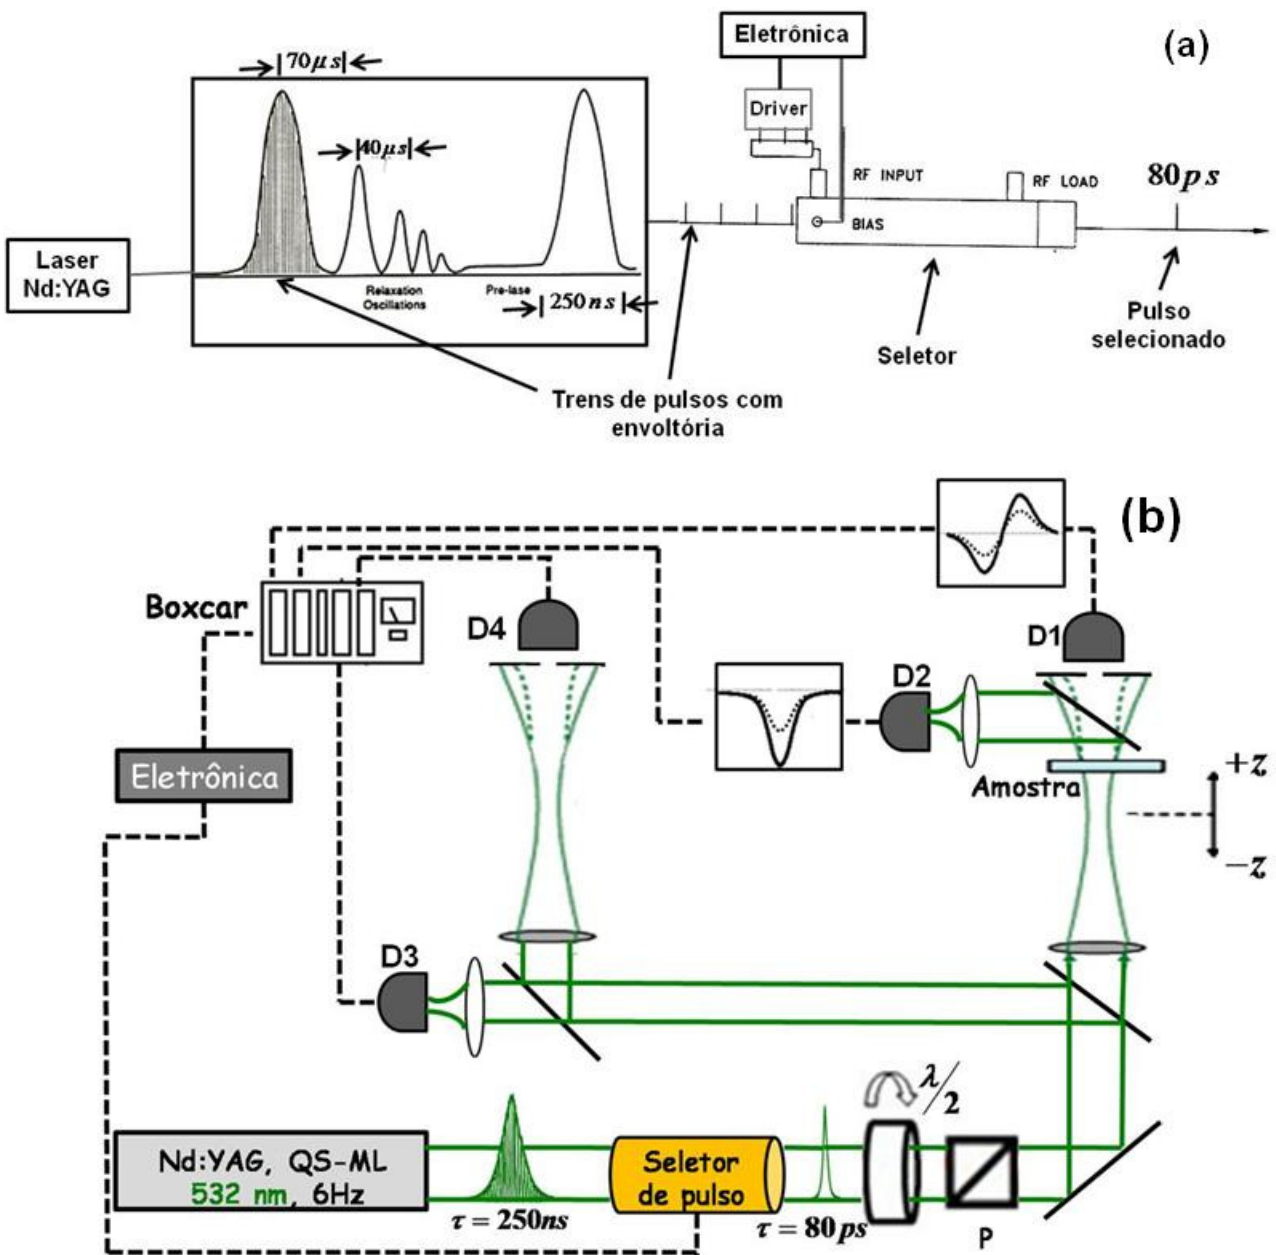 Eletrônica
(a)
70μs
Driver
40μs
RF INPUT
RF LOAD
80ps
BIAS
Laser
Nd:YAG
Relaxation
Oscillations
Pre-lase
250ns
Pulso
selecionado
Seletor
Trens de pulsos com
envoltória
(b)
Boxcar
D4
D1
D2
Eletrônica
Amostra
+z
−z
D3
λ/2
Nd:YAG, QS-ML
532 nm, 6Hz
Seletor
de pulso
τ = 250ns
τ = 80ps
P